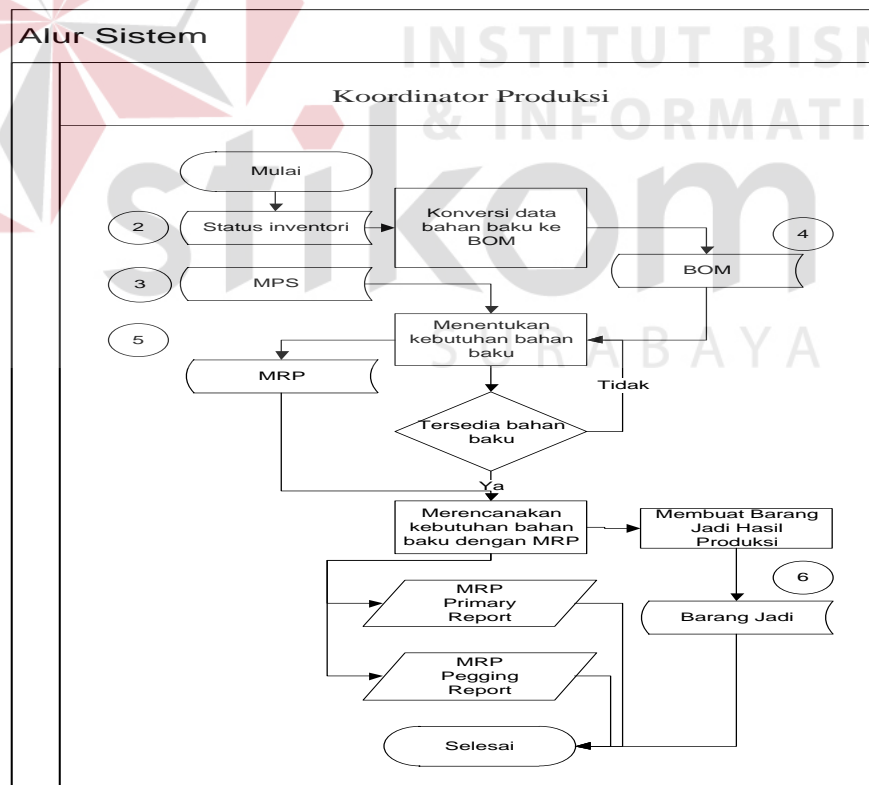 Alur Sistem
INSTITUT BISN
& INFORMATI
stikom
SURABAYA
Koordinator Produksi
Mulai
2
Status inventori
Konversi data
bahan baku ke
BOM
4
BOM
3
MPS
5
Menentukan
kebutuhan bahan
baku
MRP
Tidak
Tersedia bahan
baku
Ya
Merencanakan
kebutuhan bahan
baku dengan MRP
Membuat Barang
Jadi Hasil
Produksi
6
MRP
Primary
Report
Barang Jadi
MRP
Pegging
Report
Selesai